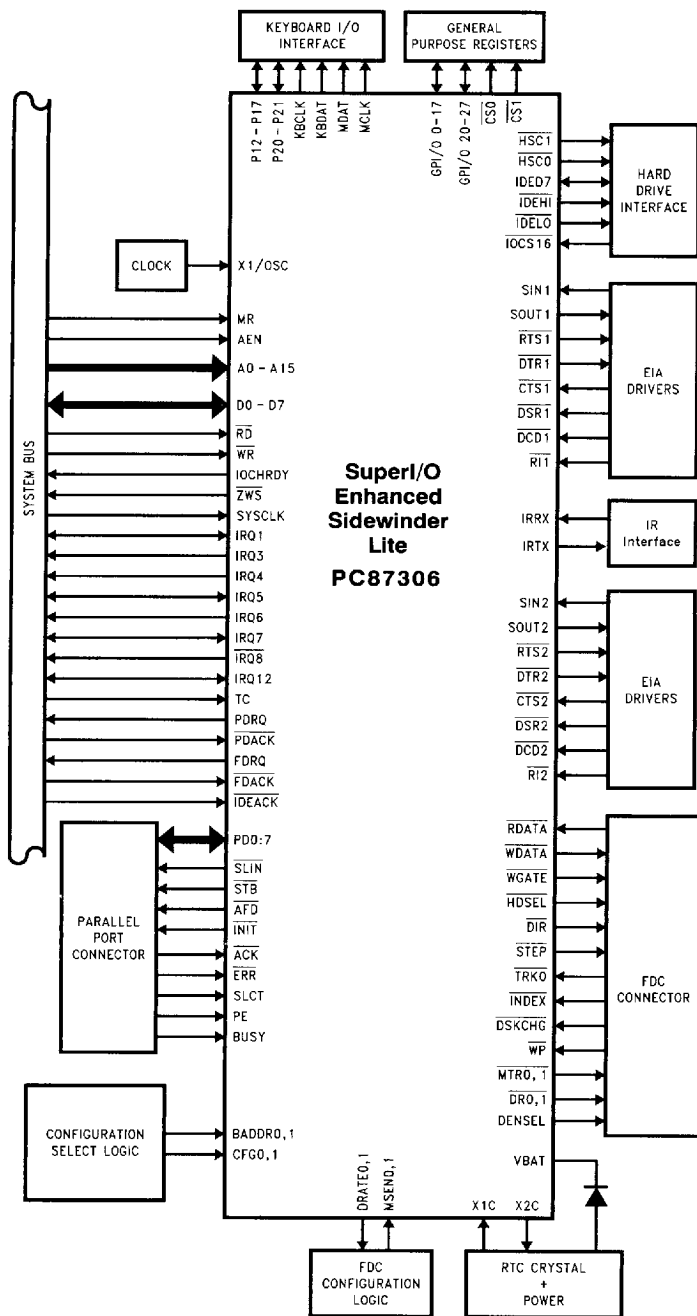 KEYBOARD I/O
INTERFACE
GENERAL
PURPOSE REGISTERS
P12-P17
P20-P21
KBCLK
KBDAT
MDAT
MCLK
GPI/O 0-17
GPI/O 20-27
CS0
CS1
SYSTEM BUS
CLOCK
X1/OSC
MR
AEN
A0-A15
D0-D7
RD
WR
IOCHRDY
ZWS
SYSCLK
IRQ1
IRQ3
IRQ4
IRQ5
IRQ6
IRQ7
IRQ8
IRQ12
TC
PDRQ
PDACK
FDRQ
FDACK
IDEACK
PARALLEL
PORT
CONNECTOR
PD0:7
SLIN
STB
AFD
INIT
ACK
ERR
SLCT
PE
BUSY
CONFIGURATION
SELECT LOGIC
BADDR0,1
CFG0,1
SuperI/O
Enhanced
Sidewinder
Lite
PC87306
HSC1
HSC0
IDED7
IDEHI
IDELO
IOCS16
HARD
DRIVE
INTERFACE
SIN1
SOUT1
RTS1
DTR1
CTS1
DSR1
DCD1
RI1
EIA
DRIVERS
IRRX
IRTX
IR
Interface
SIN2
SOUT2
RTS2
DTR2
CTS2
DSR2
DCD2
RI2
EIA
DRIVERS
RDATA
WDATA
WGATE
HDSEL
DIR
STEP
TRK0
INDEX
DSKCHG
WP
MTR0,1
DR0,1
DENSEL
FDC
CONNECTOR
VBAT
DRATE0,1
MSEN0,1
X1C
X2C
FDC
CONFIGURATION
LOGIC
RTC CRYSTAL
+
POWER